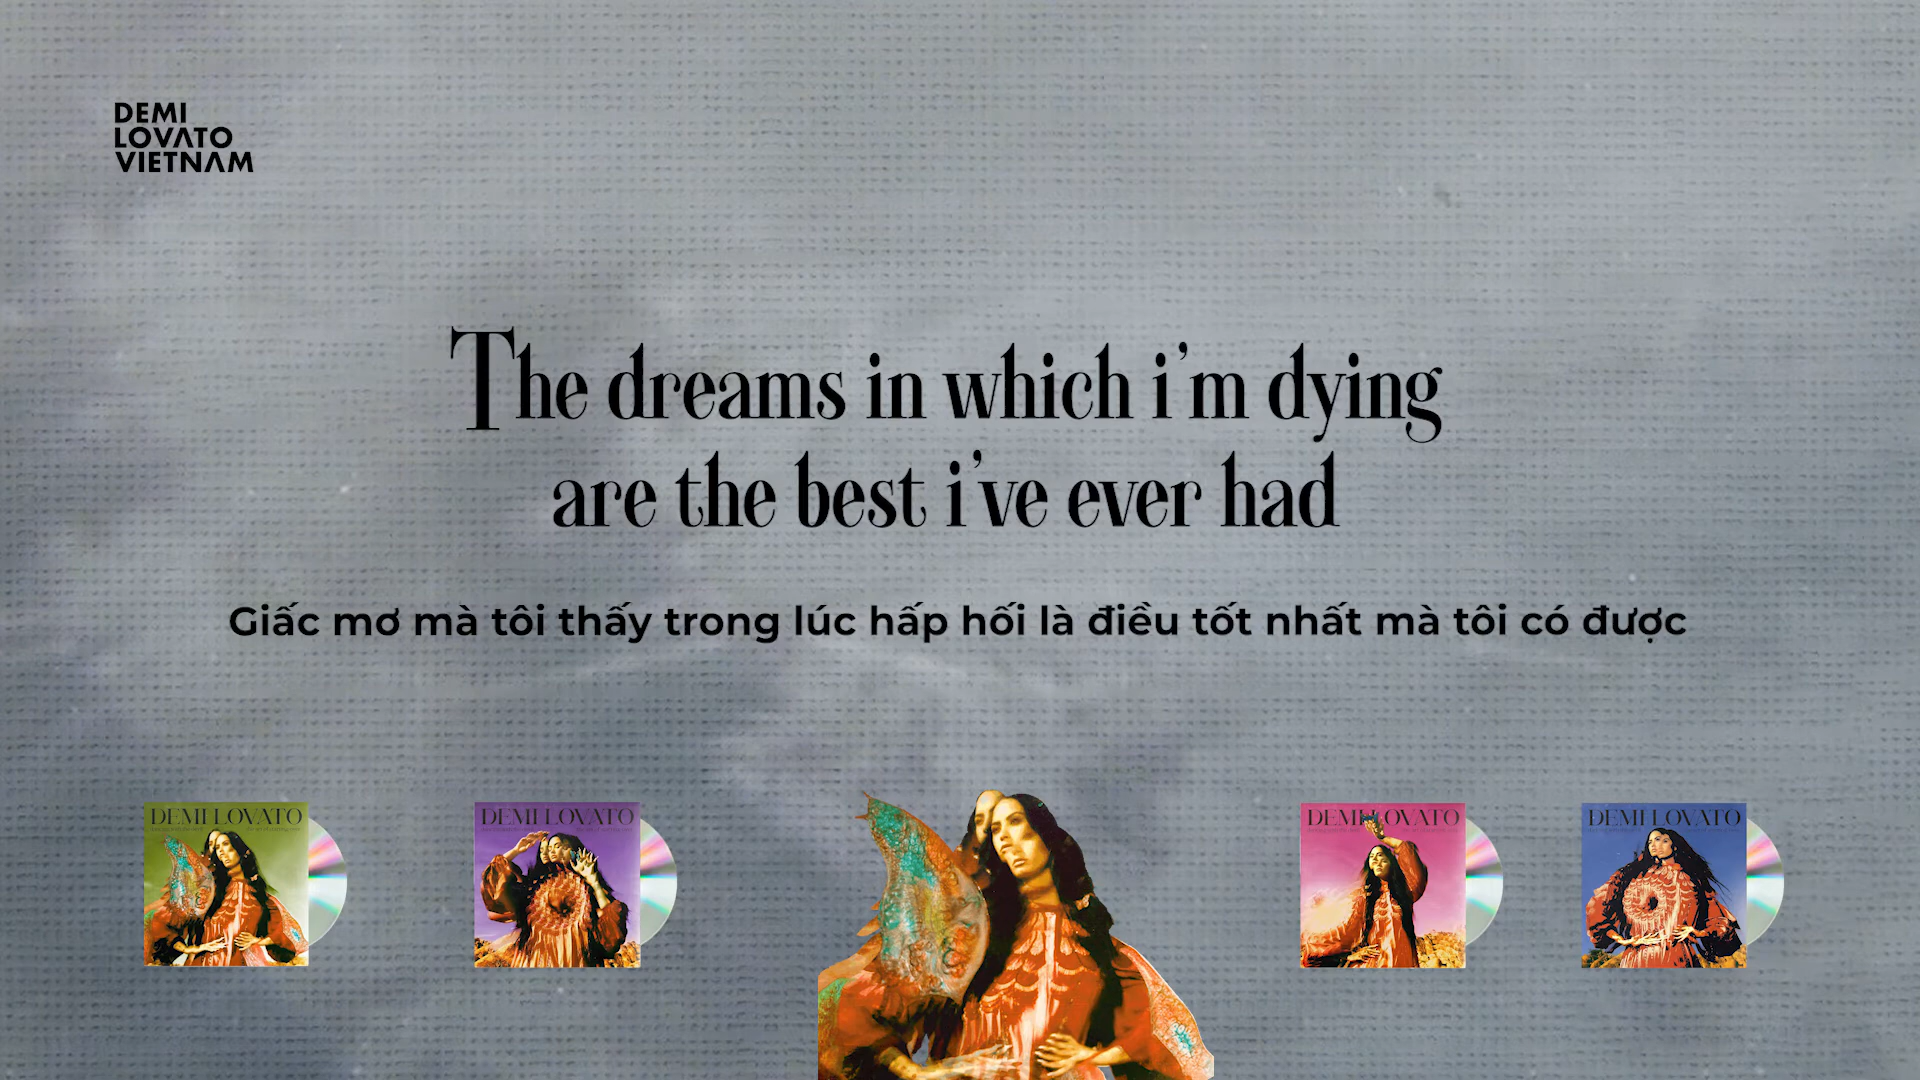 DEMI
LOVATO
VIETNAM
The dreams in which i'm dying
are the best i've ever had
Giấc mơ mà tôi thấy trong lúc hấp hối là điều tốt nhất mà tôi có được
DEMI LOVATO
DEMI LOVATO
DEMI LOVATO
DEMI LOVATO